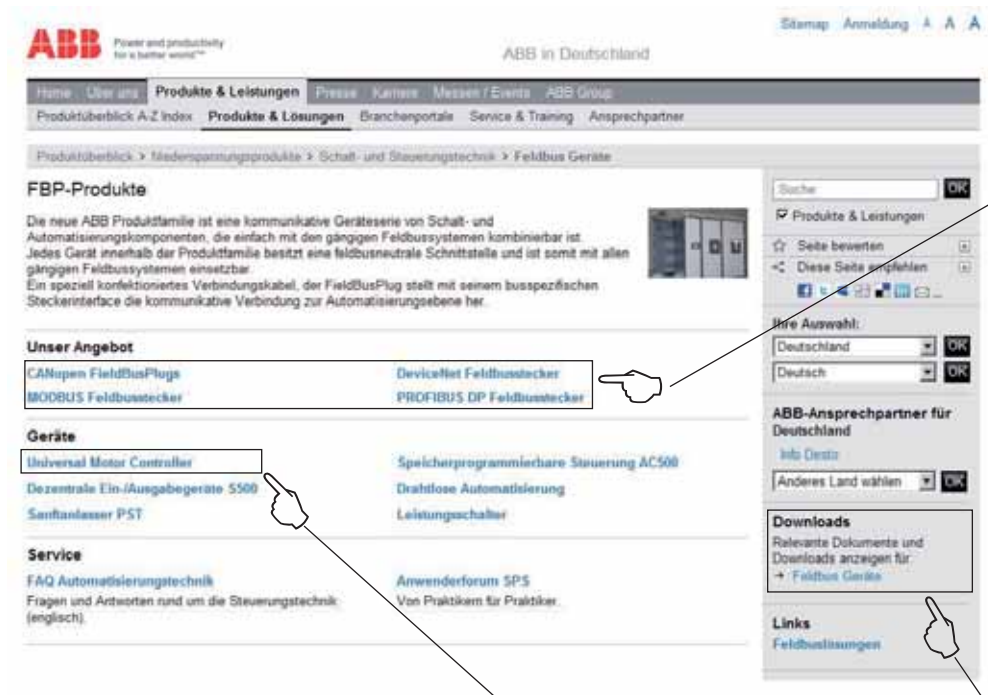 Sitemap Anmeldung A A A
ABB Power and productivity
for a better world™
ABB in Deutschland
Home Über uns Produkte & Leistungen Presse Karriere Messen / Events ABB Group
Produktüberblick A-Z Index Produkte & Lösungen Branchenportale Service & Training Ansprechpartner
Produktüberblick > Niederspannungsprodukte > Schalt- und Steuerungstechnik > Feldbus Geräte
FBP-Produkte
Die neue ABB Produktfamilie ist eine kommunikative Geräteserie von Schalt- und
Automatisierungskomponenten, die einfach mit den gängigen Feldbussystemen kombinierbar ist.
Jedes Gerät innerhalb der Produktfamilie besitzt eine feldbusneutrale Schnittstelle und ist somit mit allen
gängigen Feldbussystemen einsetzbar.
Ein speziell konfektioniertes Verbindungskabel, der FieldBusPlug stellt mit seinem busspezifischen
Steckerinterface die kommunikative Verbindung zur Automatisierungsebene her.
Unser Angebot
CANopen FieldBusPlugs
DeviceNet Feldbusstecker
MODBUS Feldbusstecker
PROFIBUS DP Feldbusstecker
Geräte
Universal Motor Controller
Speicherprogrammierbare Steuerung AC500
Dezentrale Ein-/Ausgabegeräte S500
Drahtlose Automatisierung
Sanftanlasser PST
Leistungsschalter
Service
FAQ Automatisierungstechnik
Anwenderforum SPS
Fragen und Antworten rund um die Steuerungstechnik
(englisch).
Von Praktikern für Praktiker.
Suche OK
Produkte & Leistungen
Seite bewerten
Diese Seite empfehlen
Ihre Auswahl:
Deutschland OK
Deutsch OK
ABB-Ansprechpartner für
Deutschland
Info Desto
Anderes Land wählen OK
Downloads
Relevante Dokumente und
Downloads anzeigen für:
→ Feldbus Geräte
Links
Feldbuslösungen